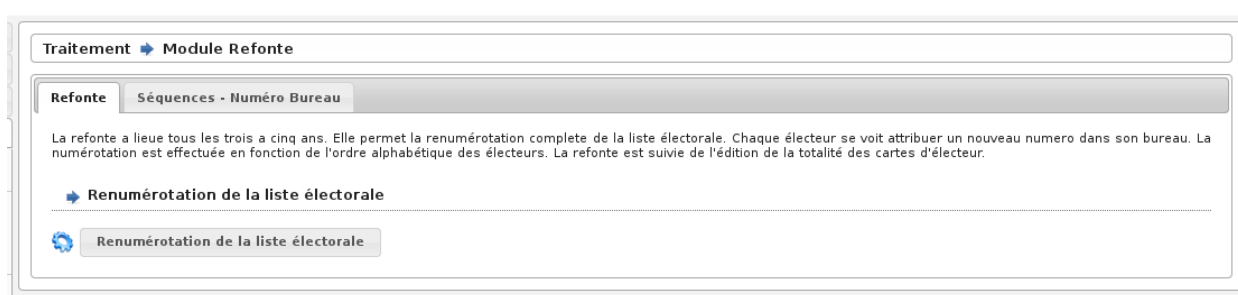 Traitement Module Refonte
Refonte Séquences - Numéro Bureau
La refonte a lieue tous les trois a cinq ans. Elle permet la renumérotation complete de la liste électorale. Chaque électeur se voit attribuer un nouveau numero dans son bureau. La
numérotation est effectuée en fonction de l'ordre alphabétique des électeurs. La refonte est suivie de l'édition de la totalité des cartes d'électeur.
Renumérotation de la liste électorale
Renumérotation de la liste électorale